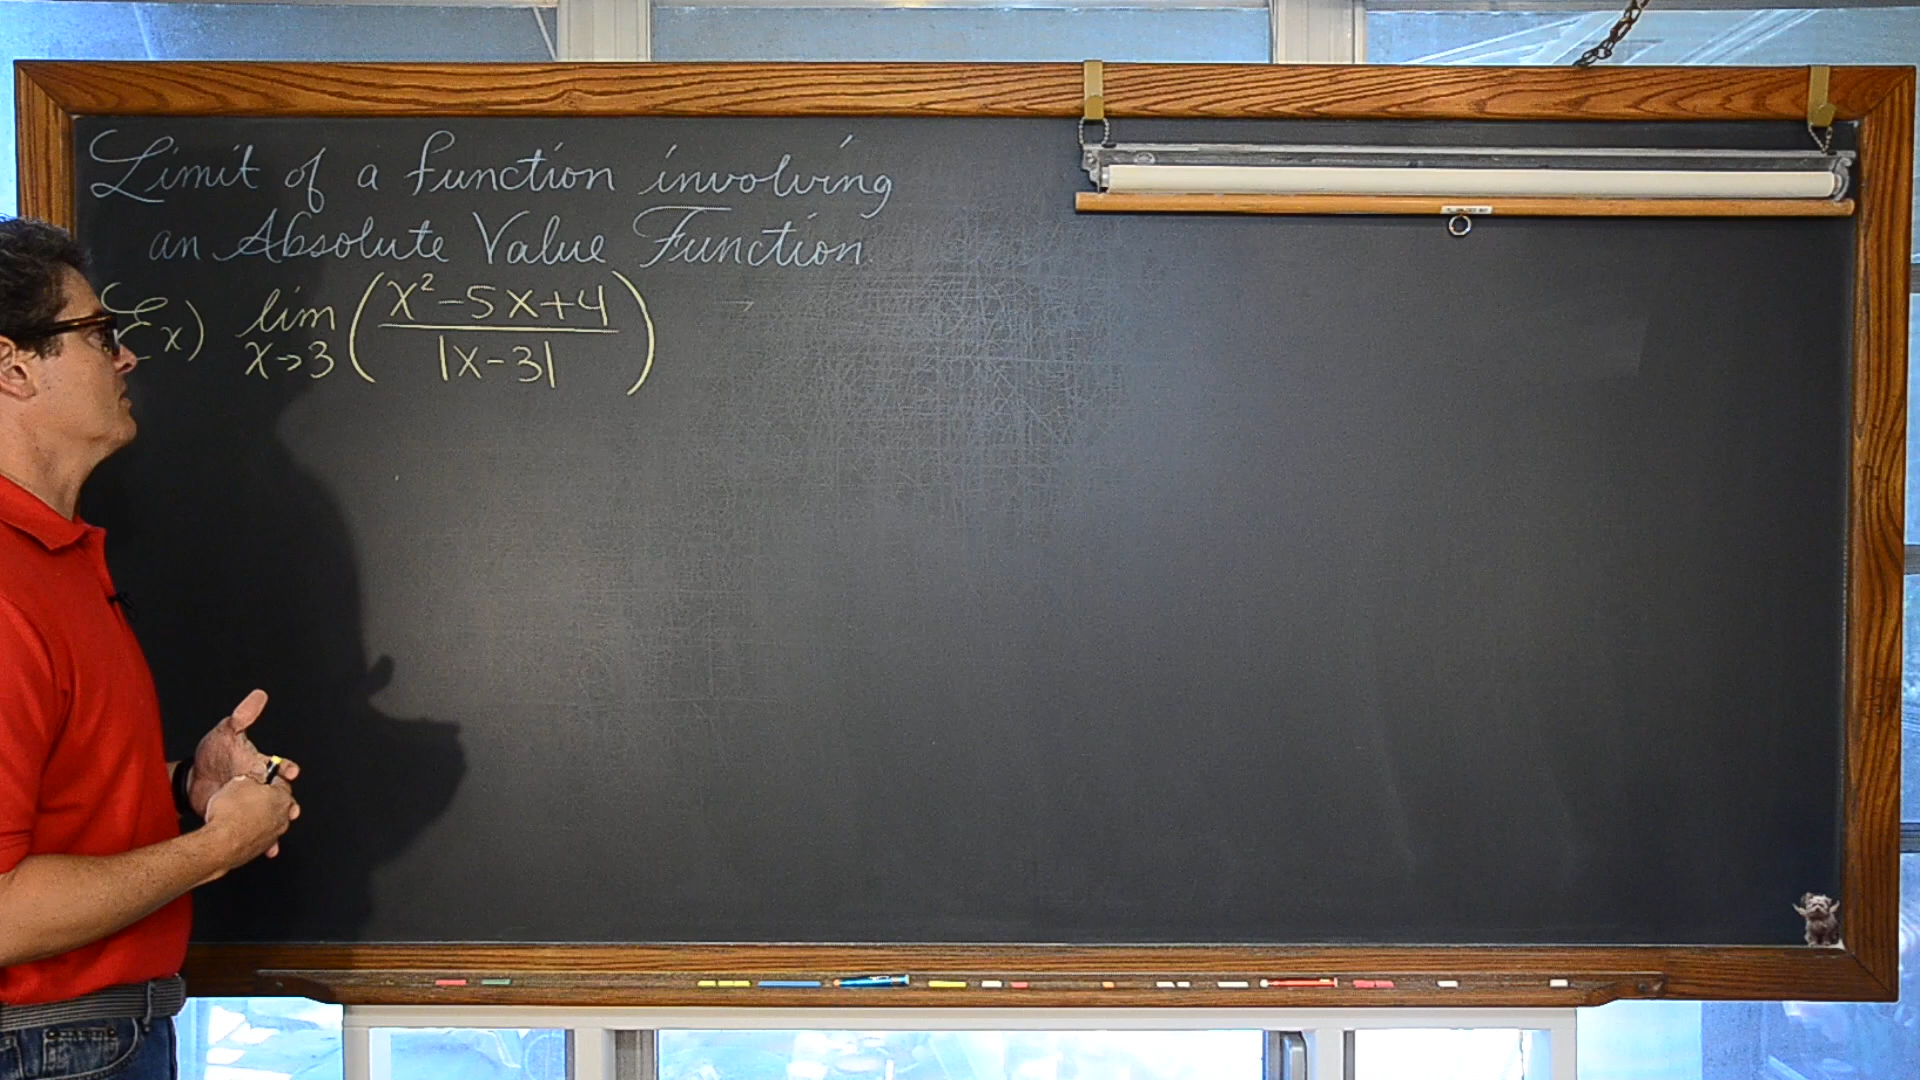 Limit of a function involving
an Absolute Value Function
Ex) lim x→3 ( x²-5x+4 / |x-3| )